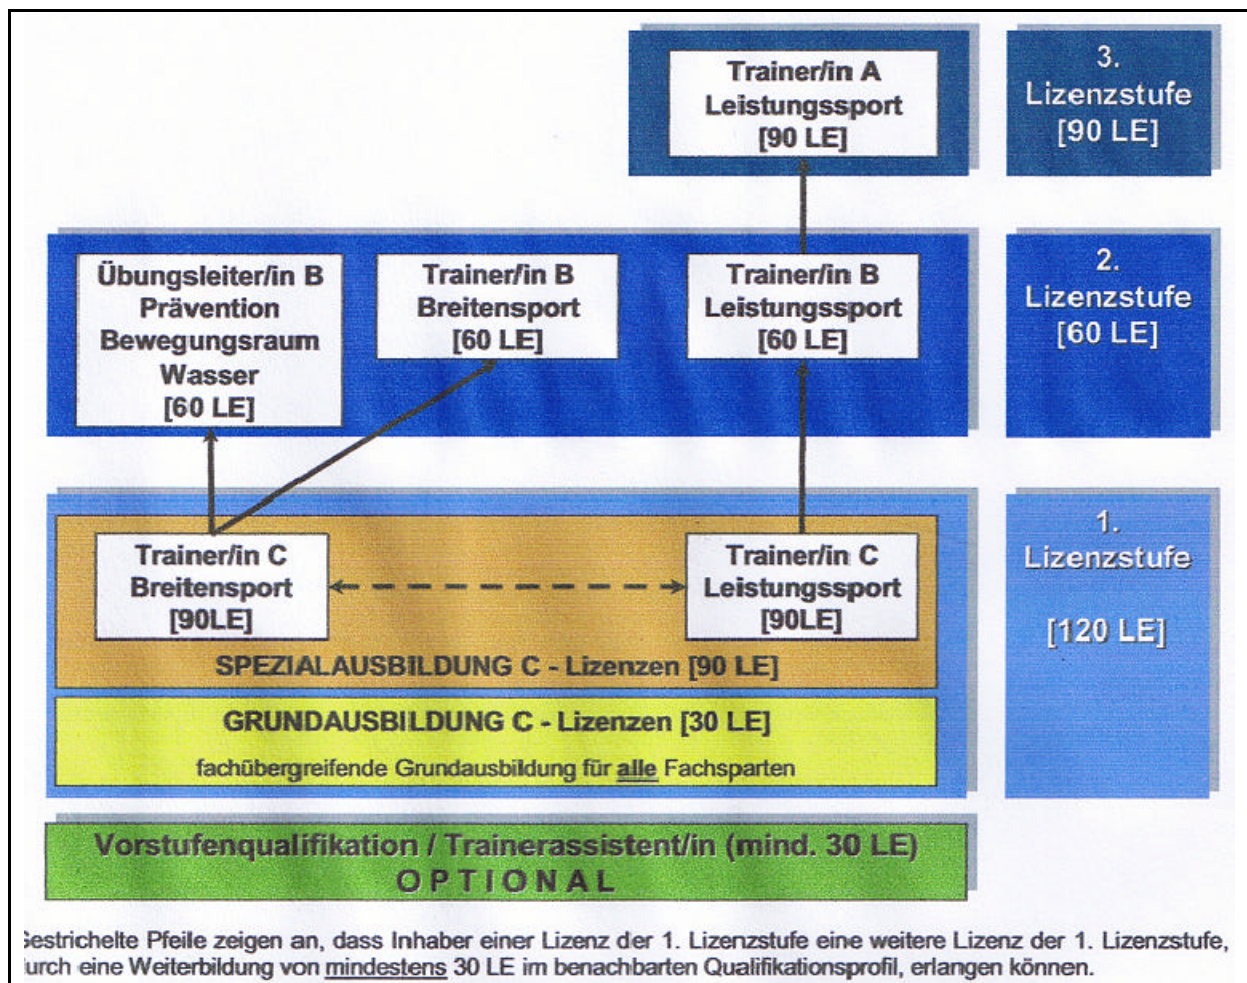 Trainer/in A
Leistungssport
[90 LE]
3.
Lizenzstufe
[90 LE]
Übungsleiter/in B
Prävention
Bewegungsraum
Wasser
[60 LE]
Trainer/in B
Breitensport
[60 LE]
Trainer/in B
Leistungssport
[60 LE]
2.
Lizenzstufe
[60 LE]
Trainer/in C
Breitensport
[90LE]
Trainer/in C
Leistungssport
[90LE]
SPEZIALAUSBILDUNG C - Lizenzen [90 LE]
GRUNDAUSBILDUNG C - Lizenzen [30 LE]
fachübergreifende Grundausbildung für alle Fachsparten
1.
Lizenzstufe
[120 LE]
Vorstufenqualifikation / Trainerassistent/in (mind. 30 LE)
O P T I O N A L
Gestrichelte Pfeile zeigen an, dass Inhaber einer Lizenz der 1. Lizenzstufe eine weitere Lizenz der 1. Lizenzstufe,
durch eine Weiterbildung von mindestens 30 LE im benachbarten Qualifikationsprofil, erlangen können.